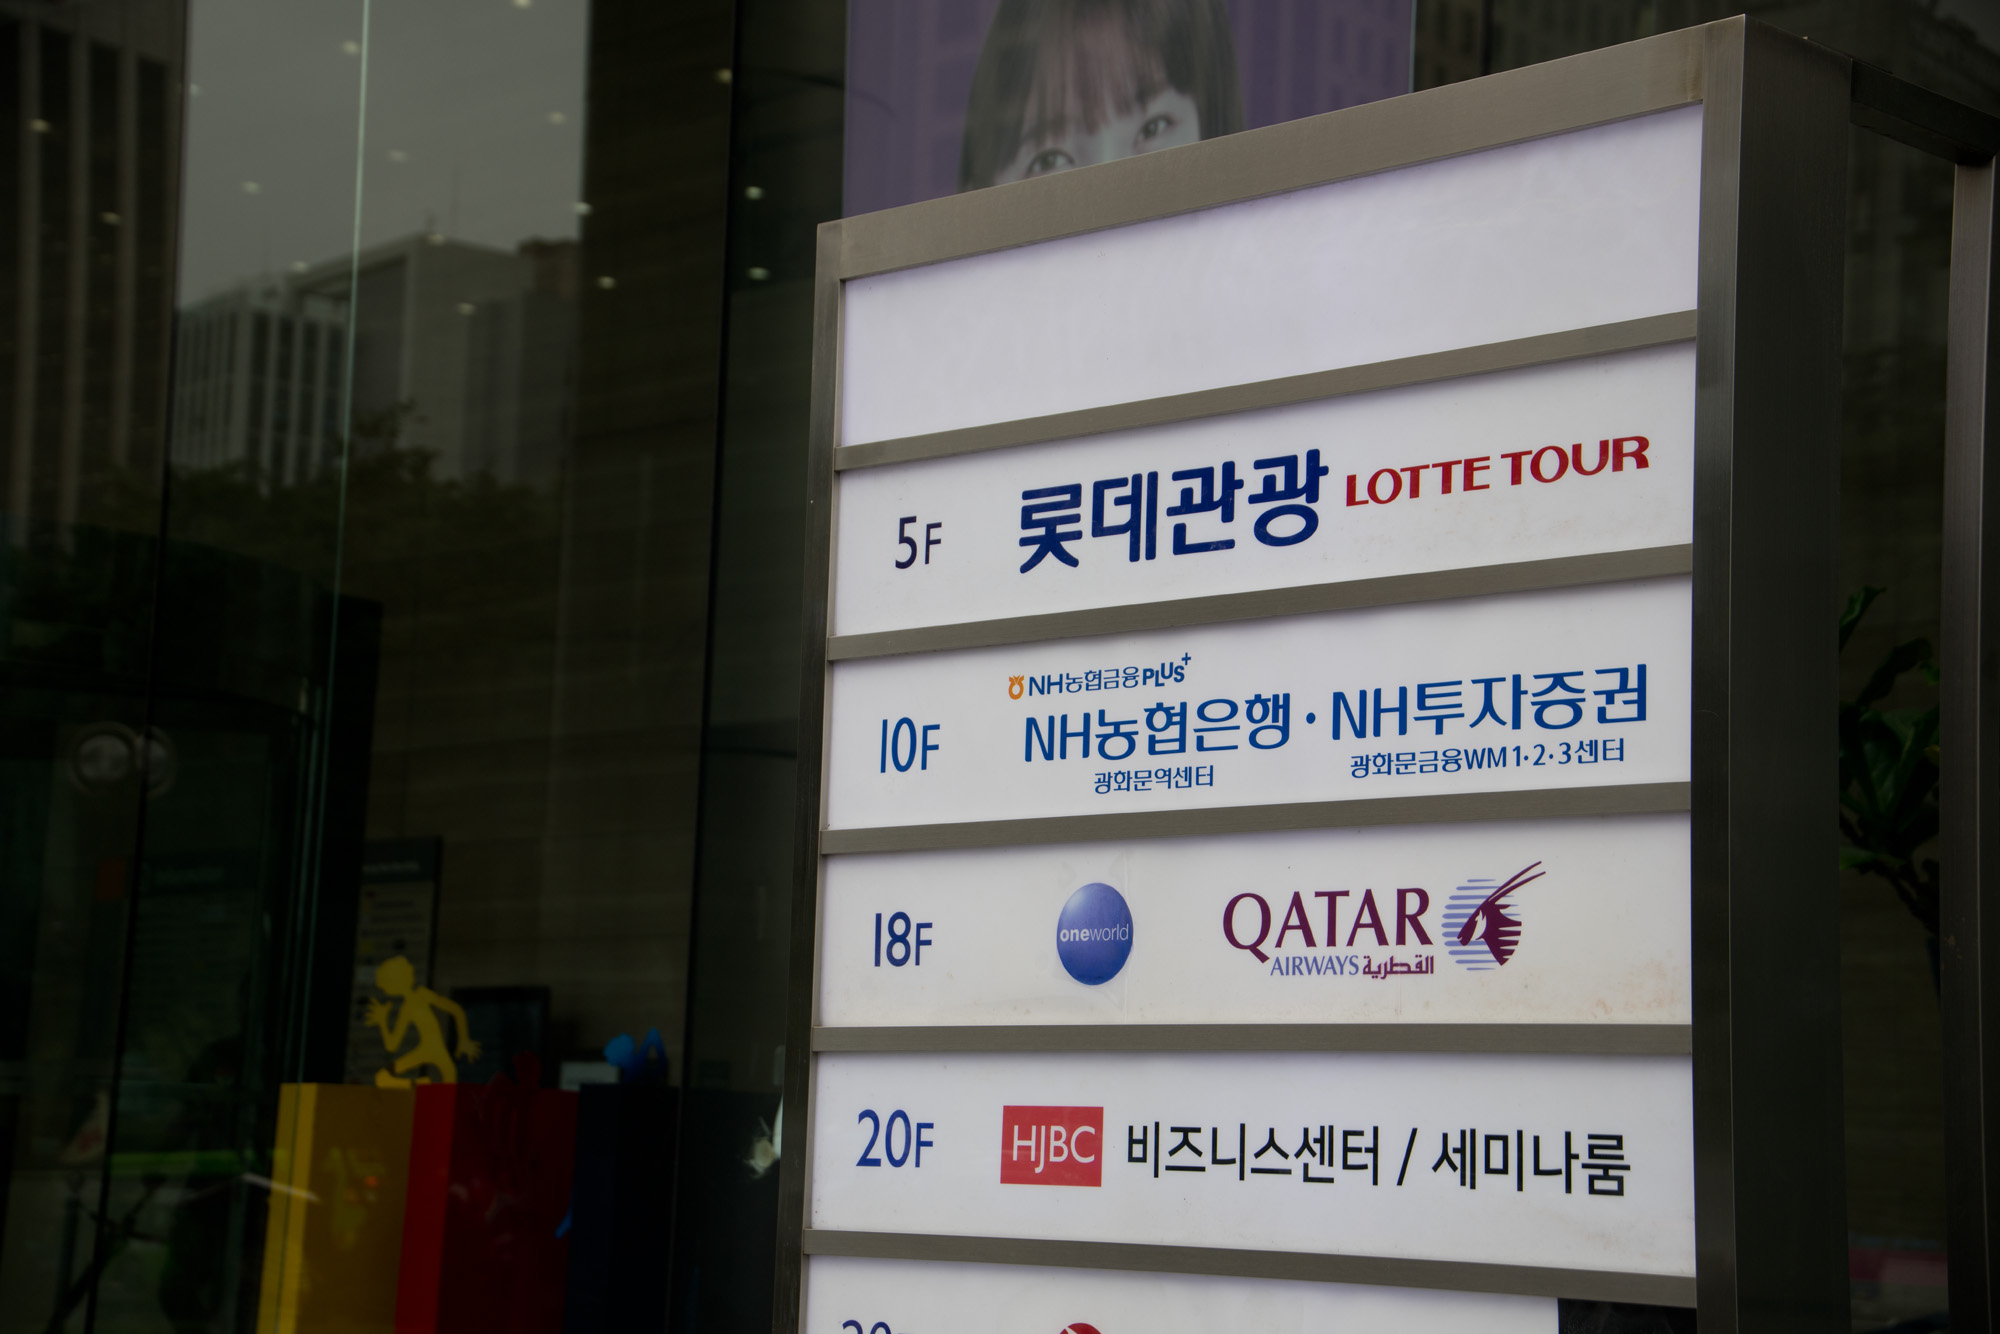 5F 롯데관광 LOTTE TOUR
NH농협금융PLUS+
10F NH농협은행 · NH투자증권
광화문역센터 광화문금융WM1·2·3센터
18F oneworld QATAR
AIRWAYS القطرية
20F HJBC 비즈니스센터 / 세미나룸